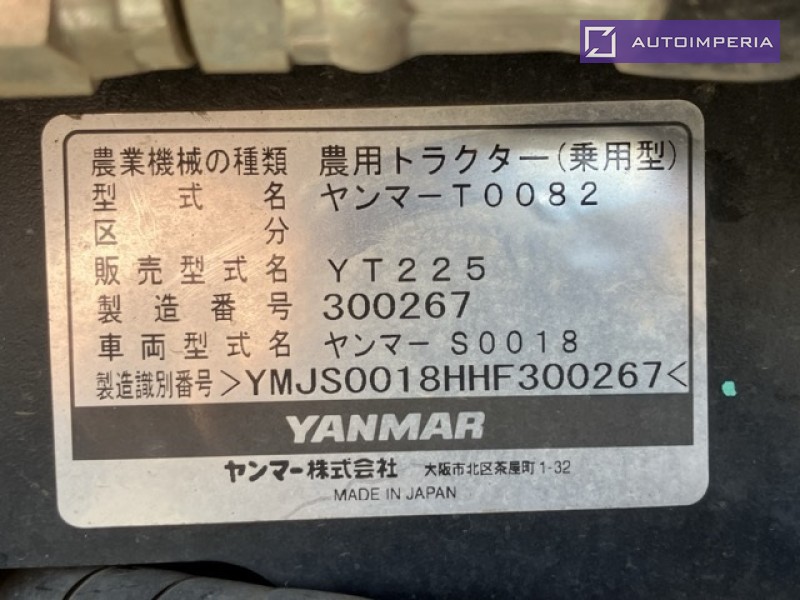 AUTOIMPERIA
農業機械の種類 農用トラクター(乗用型)
型式名 ヤンマーT0082
区分
販売型式名 YT225
製造番号 300267
車両型式名 ヤンマー S0018
製造識別番号 >YMJS0018HHF300267<
YANMAR
ヤンマー株式会社 大阪市北区茶屋町1-32
MADE IN JAPAN